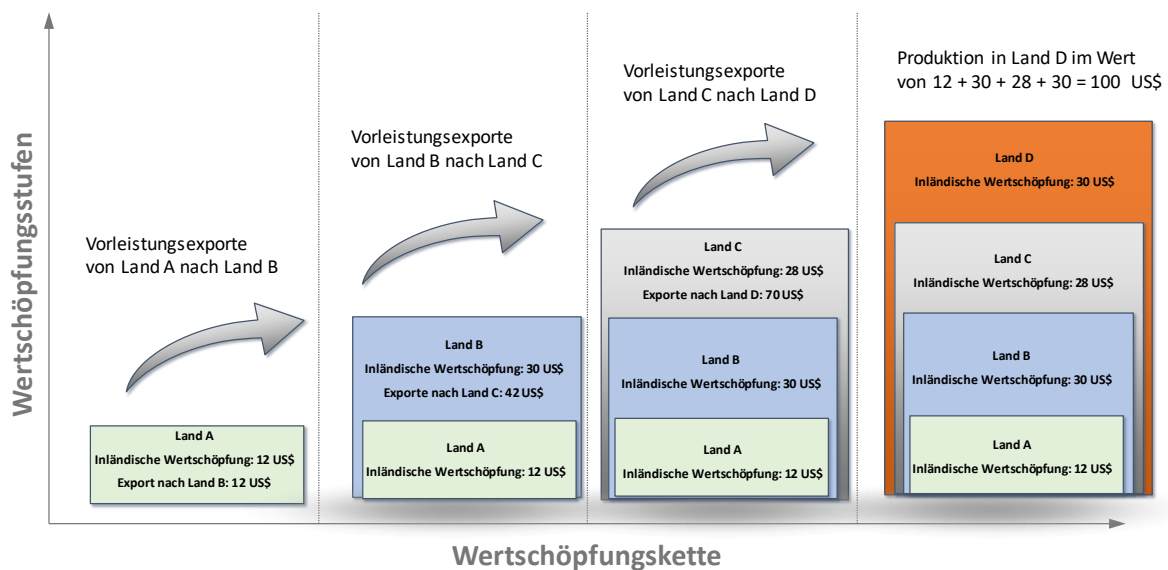 Wertschöpfungsstufen
Vorleistungsexporte
von Land A nach Land B
Land A
Inländische Wertschöpfung: 12 US$
Export nach Land B: 12 US$
Vorleistungsexporte
von Land B nach Land C
Land B
Inländische Wertschöpfung: 30 US$
Exporte nach Land C: 42 US$
Land A
Inländische Wertschöpfung: 12 US$
Vorleistungsexporte
von Land C nach Land D
Land C
Inländische Wertschöpfung: 28 US$
Exporte nach Land D: 70 US$
Land B
Inländische Wertschöpfung: 30 US$
Land A
Inländische Wertschöpfung: 12 US$
Produktion in Land D im Wert
von 12 + 30 + 28 + 30 = 100 US$
Land D
Inländische Wertschöpfung: 30 US$
Land C
Inländische Wertschöpfung: 28 US$
Land B
Inländische Wertschöpfung: 30 US$
Land A
Inländische Wertschöpfung: 12 US$
Wertschöpfungskette